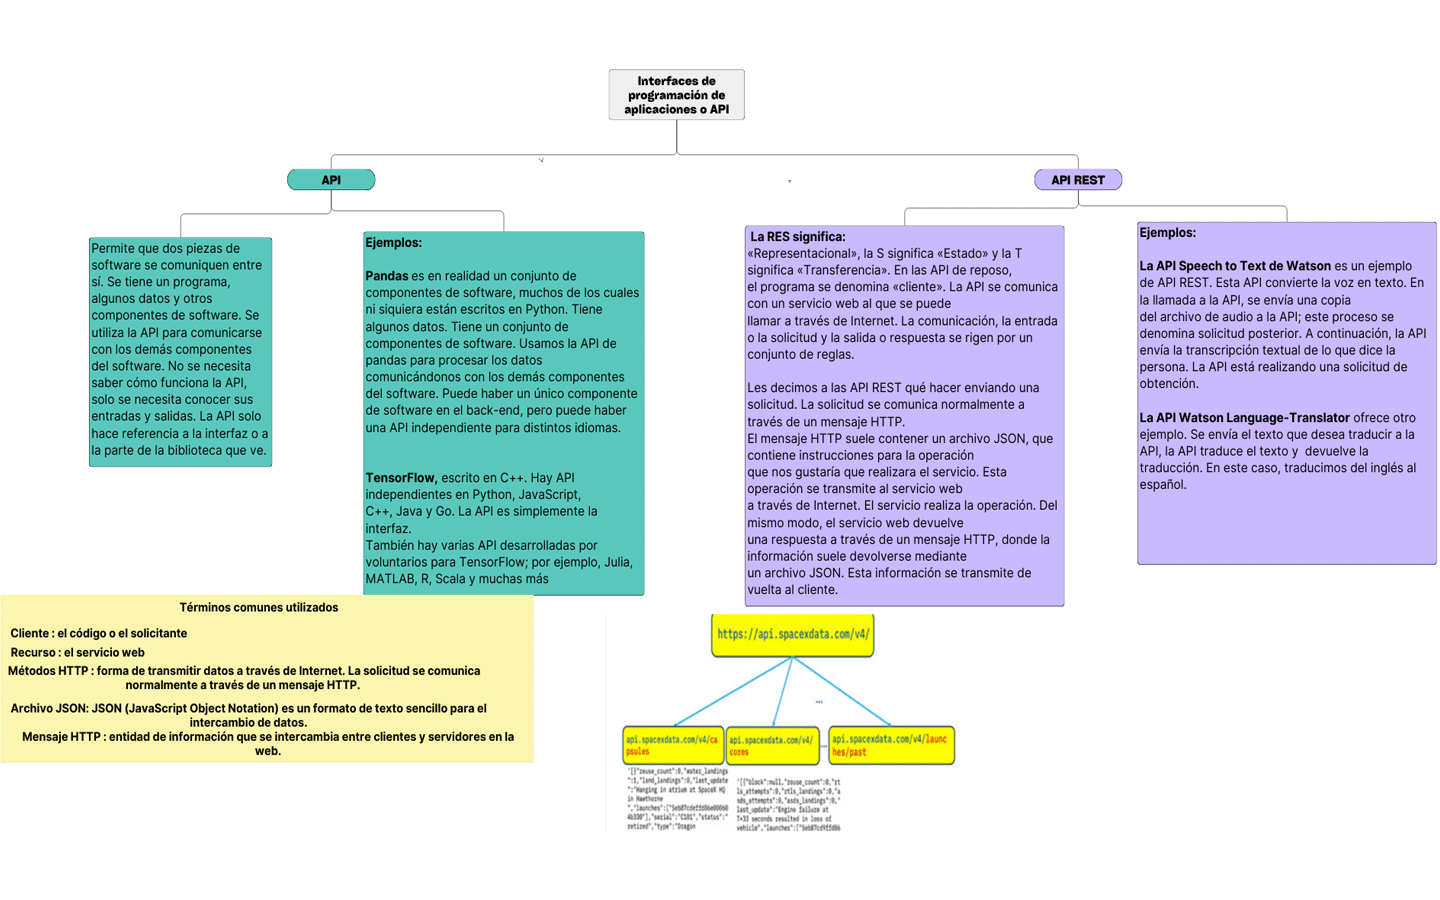 Interfaces de
programación de
aplicaciones o API
API
API REST
Permite que dos piezas de
software se comuniquen entre
sí. Se tiene un programa,
algunos datos y otros
componentes de software. Se
utiliza la API para comunicarse
con los demás componentes
del software. No se necesita
saber cómo funciona la API,
solo se necesita conocer sus
entradas y salidas. La API solo
hace referencia a la interfaz o a
la parte de la biblioteca que ve.
Ejemplos:
Pandas es en realidad un conjunto de
componentes de software, muchos de los cuales
ni siquiera están escritos en Python. Tiene
algunos datos. Tiene un conjunto de
componentes de software. Usamos la API de
pandas para procesar los datos
comunicándonos con los demás componentes
del software. Puede haber un único componente
de software en el back-end, pero puede haber
una API independiente para distintos idiomas.
TensorFlow, escrito en C++. Hay API
independientes en Python, JavaScript,
C++, Java y Go. La API es simplemente la
interfaz.
También hay varias API desarrolladas por
voluntarios para TensorFlow; por ejemplo, Julia,
MATLAB, R, Scala y muchas más
La RES significa:
«Representacional», la S significa «Estado» y la T
significa «Transferencia». En las API de reposo,
el programa se denomina «cliente». La API se comunica
con un servicio web al que se puede
llamar a través de Internet. La comunicación, la entrada
o la solicitud y la salida o respuesta se rigen por un
conjunto de reglas.
Les decimos a las API REST qué hacer enviando una
solicitud. La solicitud se comunica normalmente a
través de un mensaje HTTP.
El mensaje HTTP suele contener un archivo JSON, que
contiene instrucciones para la operación
que nos gustaría que realizara el servicio. Esta
operación se transmite al servicio web
a través de Internet. El servicio realiza la operación. Del
mismo modo, el servicio web devuelve
una respuesta a través de un mensaje HTTP, donde la
información suele devolverse mediante
un archivo JSON. Esta información se transmite de
vuelta al cliente.
Ejemplos:
La API Speech to Text de Watson es un ejemplo
de API REST. Esta API convierte la voz en texto. En
la llamada a la API, se envía una copia
del archivo de audio a la API; este proceso se
denomina solicitud posterior. A continuación, la API
envía la transcripción textual de lo que dice la
persona. La API está realizando una solicitud de
obtención.
La API Watson Language-Translator ofrece otro
ejemplo. Se envía el texto que desea traducir a la
API, la API traduce el texto y devuelve la
traducción. En este caso, traducimos del inglés al
español.
Términos comunes utilizados
Cliente : el código o el solicitante
Recurso : el servicio web
Métodos HTTP : forma de transmitir datos a través de Internet. La solicitud se comunica
normalmente a través de un mensaje HTTP.
Archivo JSON: JSON (JavaScript Object Notation) es un formato de texto sencillo para el
intercambio de datos.
Mensaje HTTP : entidad de información que se intercambia entre clientes y servidores en la
web.
https://api.spacexdata.com/v4/
...
api.spacexdata.com/v4/ca
psules
api.spacexdata.com/v4/
cores
...
api.spacexdata.com/v4/launc
hes/past
'[{"reuse_count":0,"water_landings
":1,"land_landings":0,"last_update
":"Hanging in atrium at SpaceX HQ
in Hawthorne
","launches":["5eb87cdeffd86e00060
4b330"],"serial":"C101","status":"
retired","type":"Dragon
'[{"block":null,"reuse_count":0,"rt
ls_attempts":0,"rtls_landings":0,"a
sds_attempts":0,"asds_landings":0,"
last_update":"Engine failure at
T+33 seconds resulted in loss of
vehicle","launches":["5eb87cd9ffd86